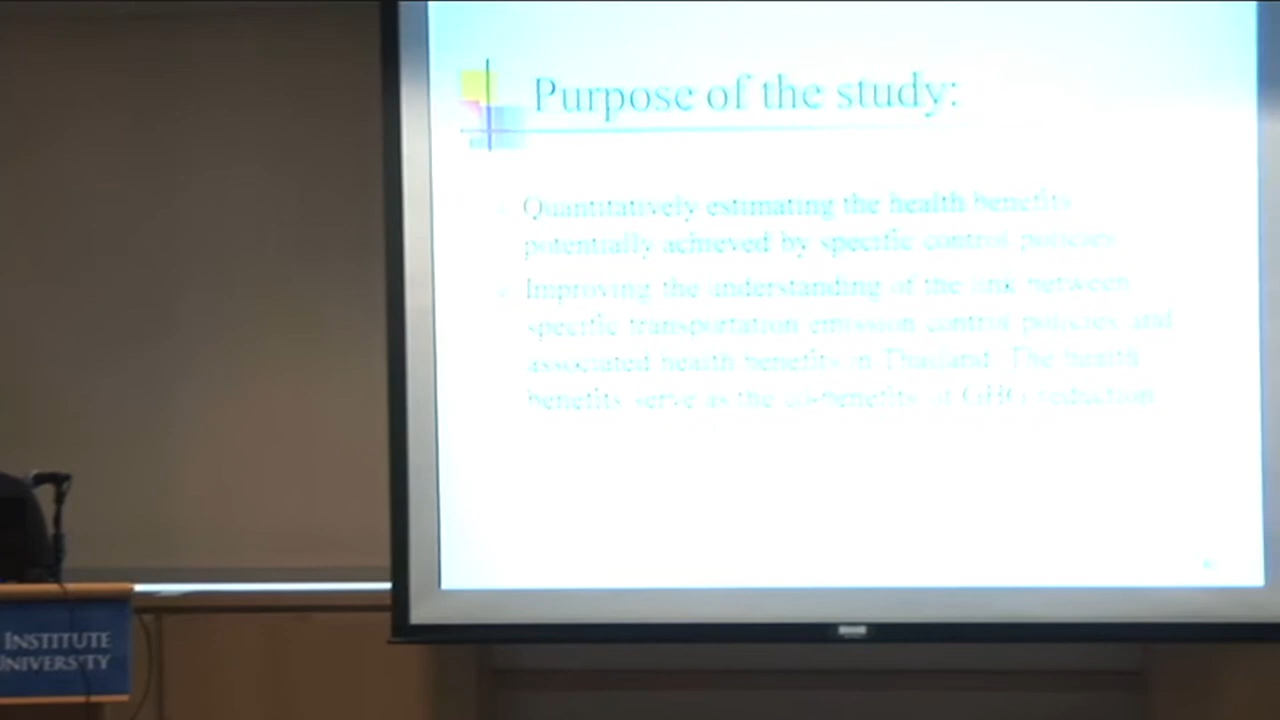 Purpose of the study:
Quantitatively estimating the health benefits
potentially achieved by specific control policies
Improving the understanding of the link between
specific transportation emission control policies and
associated health benefits in Thailand. The health
benefits serve as the co-benefits of GHG reduction
INSTITUTE
UNIVERSITY